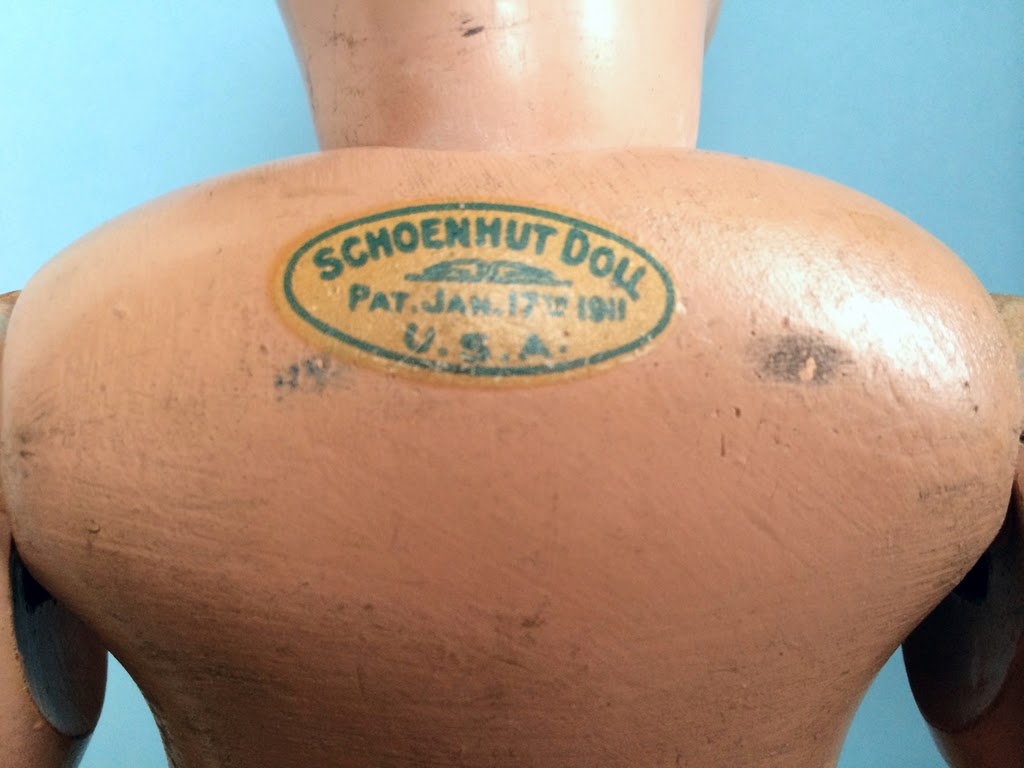 SCHOENHUT DOLL
PAT. JAN. 17TH 1911
U.S.A.